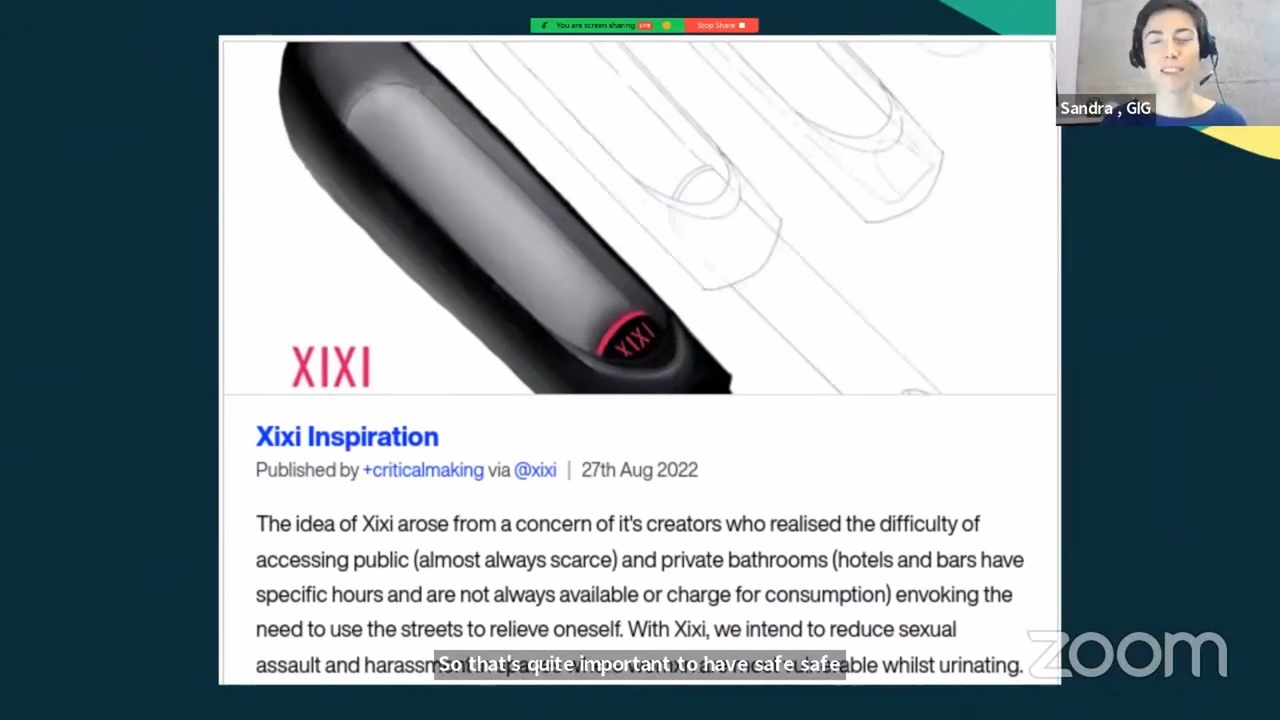 You are screen sharing LIVE Stop Share
Sandra , GIG
XIXI
XIXI
Xixi Inspiration
Published by +criticalmaking via @xixi | 27th Aug 2022
The idea of Xixi arose from a concern of it's creators who realised the difficulty of
accessing public (almost always scarce) and private bathrooms (hotels and bars have
specific hours and are not always available or charge for consumption) envoking the
need to use the streets to relieve oneself. With Xixi, we intend to reduce sexual
assault and whilst urinating.
So that's quite important to have safe safe
zoom